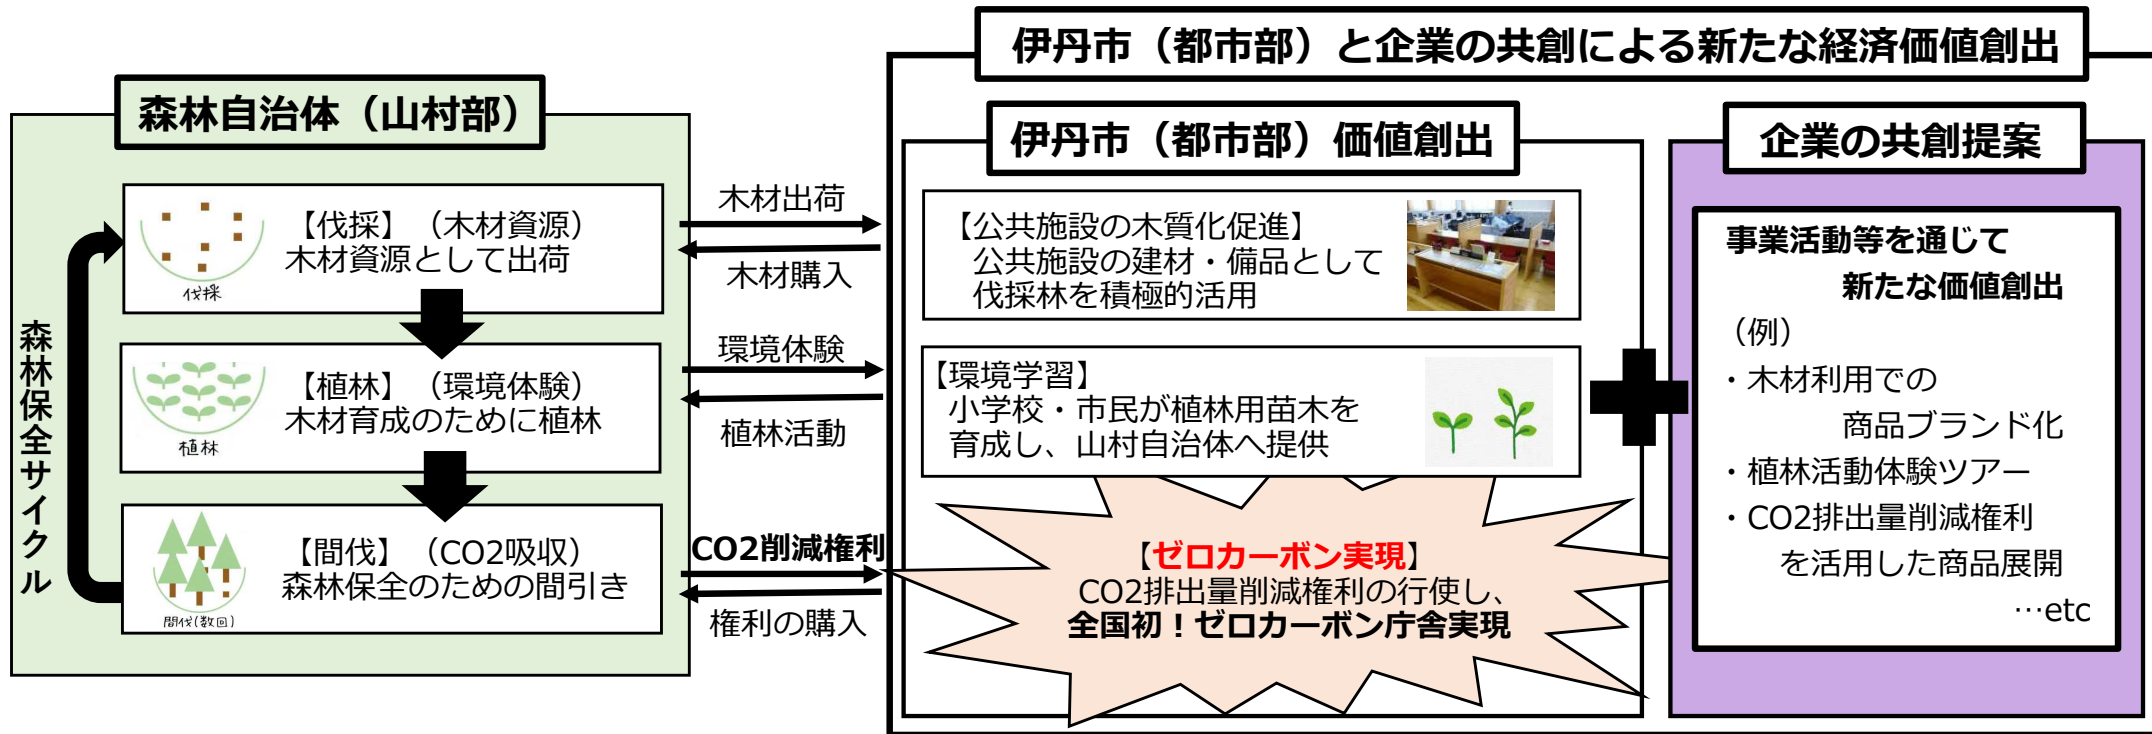 伊丹市（都市部）と企業の共創による新たな経済価値創出
森林自治体（山村部）
森林保全サイクル
【伐採】（木材資源）
木材資源として出荷
伐採
【植林】（環境体験）
木材育成のために植林
植林
【間伐】（CO2吸収）
森林保全のための間引き
間伐(数回)
木材出荷
木材購入
環境体験
植林活動
CO2削減権利
権利の購入
伊丹市（都市部）価値創出
【公共施設の木質化促進】
公共施設の建材・備品として
伐採林を積極的活用
【環境学習】
小学校・市民が植林用苗木を
育成し、山村自治体へ提供
【ゼロカーボン実現】
CO2排出量削減権利の行使し、
全国初！ゼロカーボン庁舎実現
企業の共創提案
事業活動等を通じて
新たな価値創出
（例）
・木材利用での
商品ブランド化
・植林活動体験ツアー
・CO2排出量削減権利
を活用した商品展開
…etc